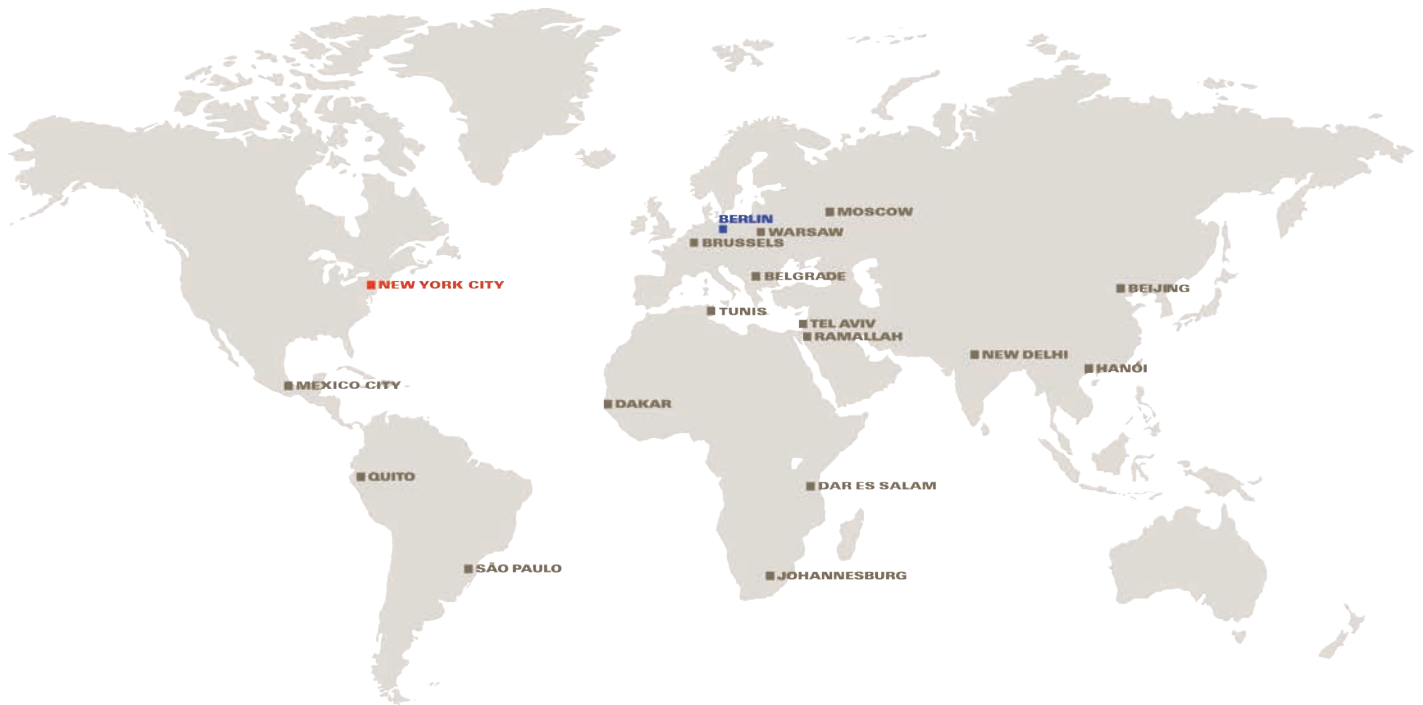 MOSCOW
BERLIN
WARSAW
BRUSSELS
BELGRADE
NEW YORK CITY
BEIJING
TUNIS
TEL AVIV
RAMALLAH
NEW DELHI
HANÓI
MEXICO CITY
DAKAR
QUITO
DAR ES SALAM
SÃO PAULO
JOHANNESBURG